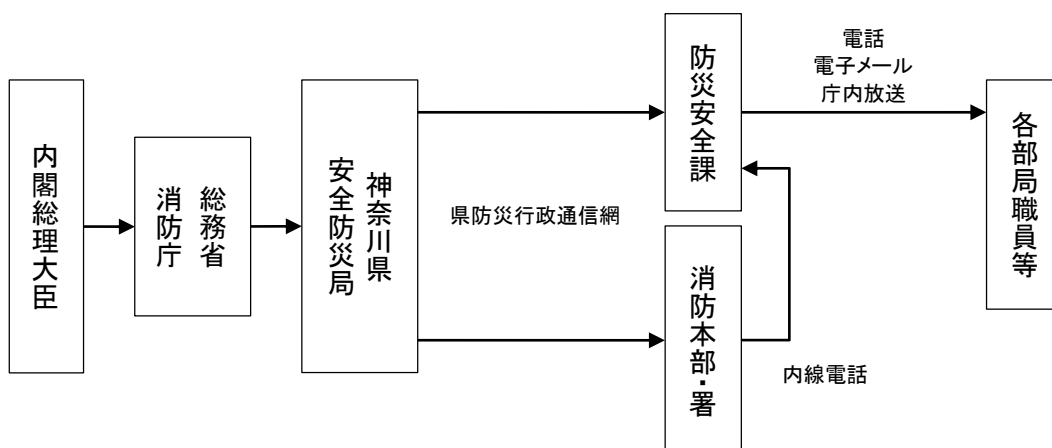 内閣総理大臣
総務省
消防庁
神奈川県
安全防災局
県防災行政通信網
防災安全課
消防本部・署
電話
電子メール
庁内放送
内線電話
各部局職員等